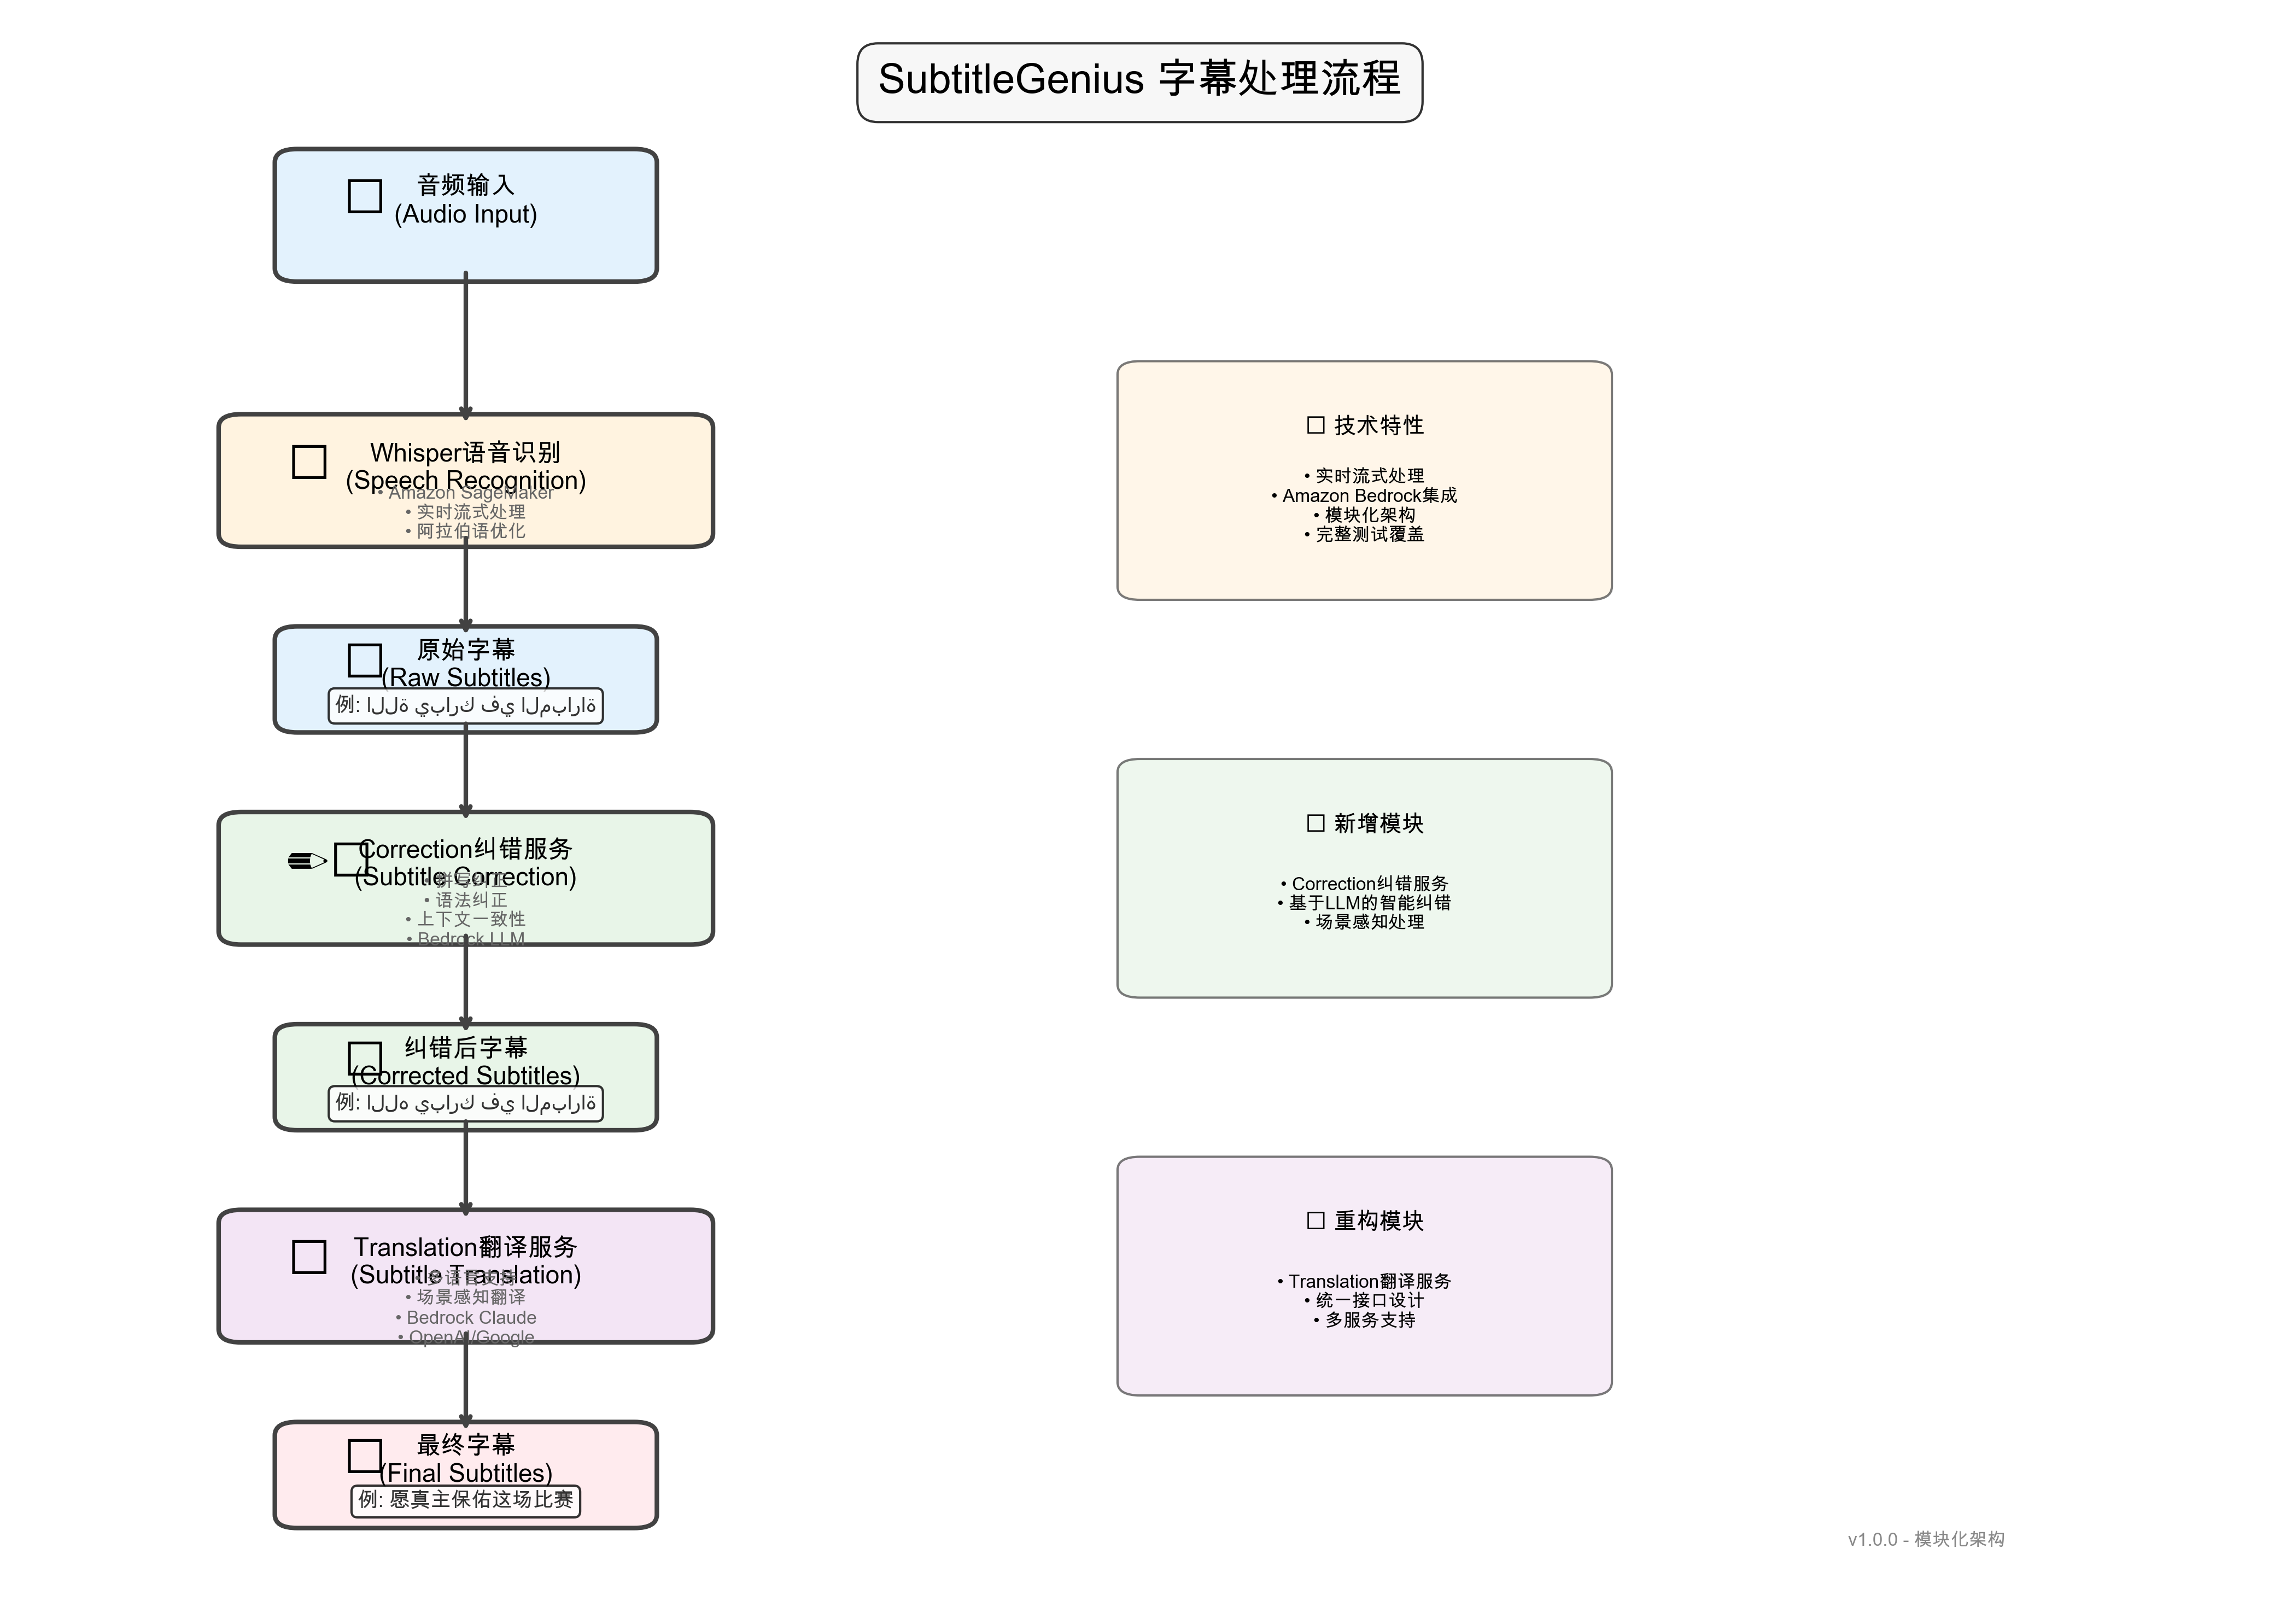 SubtitleGenius 字幕处理流程
音频输入
(Audio Input)
Whisper语音识别
(Speech Recognition)
• Amazon SageMaker
• 实时流式处理
• 阿拉伯语优化
原始字幕
(Raw Subtitles)
例: اللة يبارك في المباراة
Correction纠错服务
(Subtitle Correction)
• 拼写纠正
• 语法纠正
• 上下文一致性
• Bedrock LLM
纠错后字幕
(Corrected Subtitles)
例: الله يبارك في المباراة
Translation翻译服务
(Subtitle Translation)
• 多语言支持
• 场景感知翻译
• Bedrock Claude
• OpenAI/Google
最终字幕
(Final Subtitles)
例: 愿真主保佑这场比赛
技术特性
• 实时流式处理
• Amazon Bedrock集成
• 模块化架构
• 完整测试覆盖
新增模块
• Correction纠错服务
• 基于LLM的智能纠错
• 场景感知处理
重构模块
• Translation翻译服务
• 统一接口设计
• 多服务支持
v1.0.0 - 模块化架构